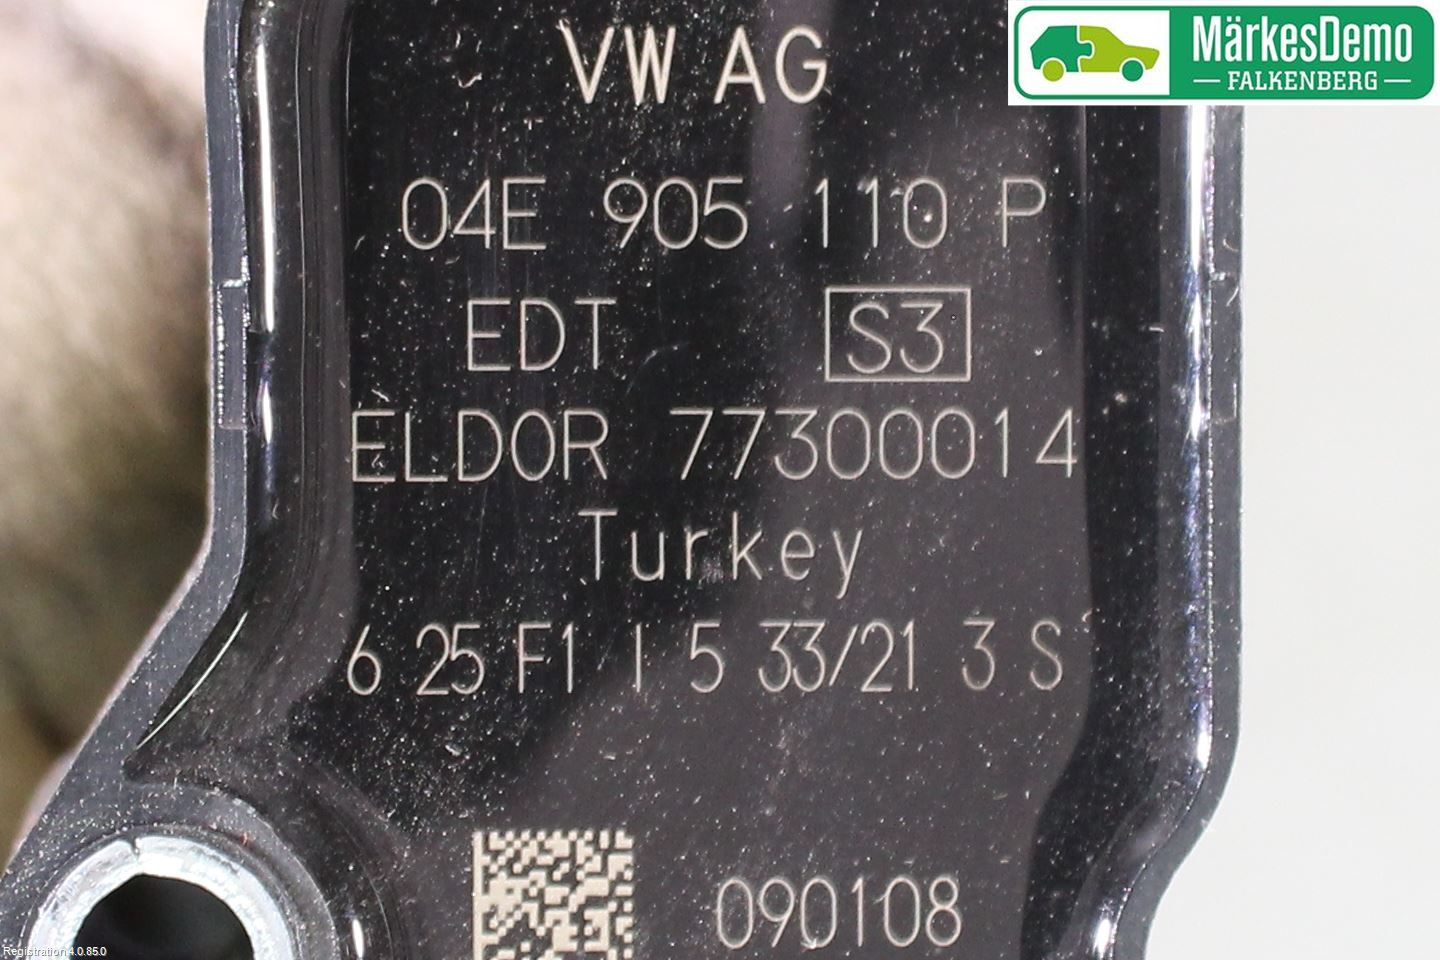 MärkesDemo
FALKENBERG
VW AG
04E 905 110 P
EDT S3
ELDOR 77300014
Turkey
6 25 F1 I 5 33/21 3 S
090108
Registration 4.0.85.0